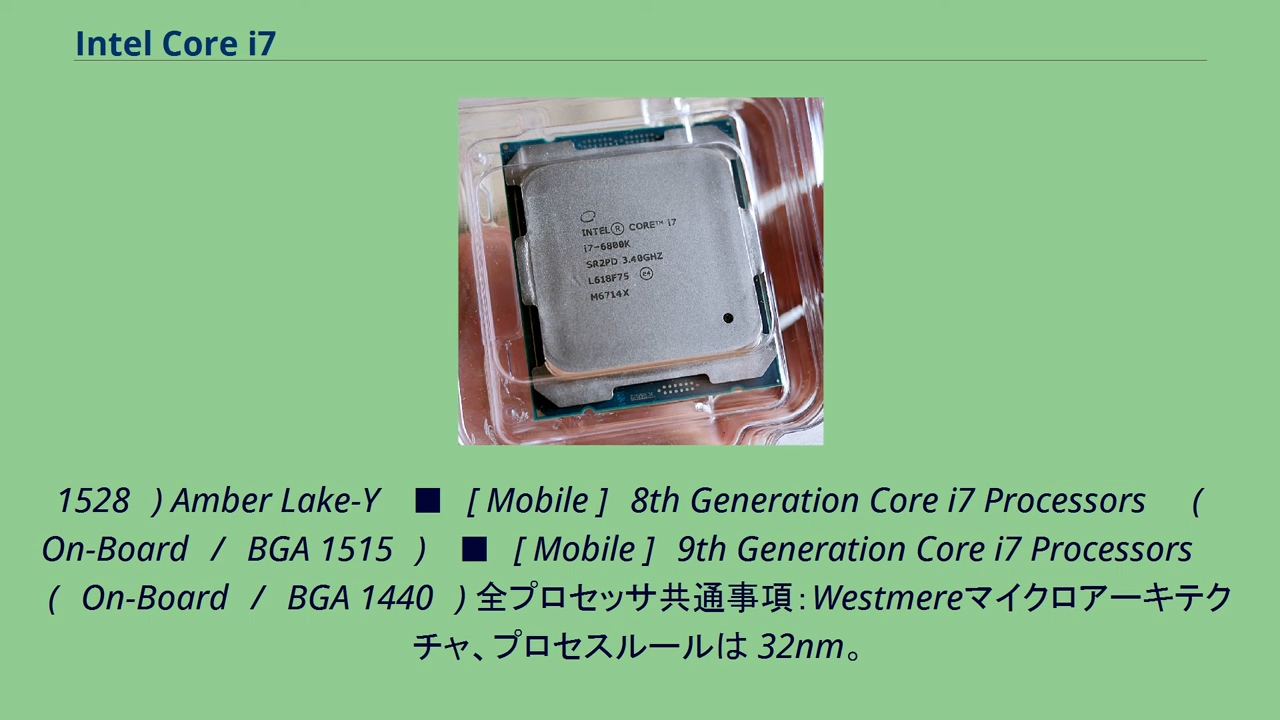 Intel Core i7
INTEL® CORE™ i7
i7-6800K
SR2PD 3.40GHZ
L618F75 e4
M6714X
1528 ) Amber Lake-Y ■ [ Mobile ] 8th Generation Core i7 Processors (
On-Board / BGA 1515 ) ■ [ Mobile ] 9th Generation Core i7 Processors
( On-Board / BGA 1440 ) 全プロセッサ共通事項：Westmereマイクロアーキテク
チャ、プロセスルールは 32nm。